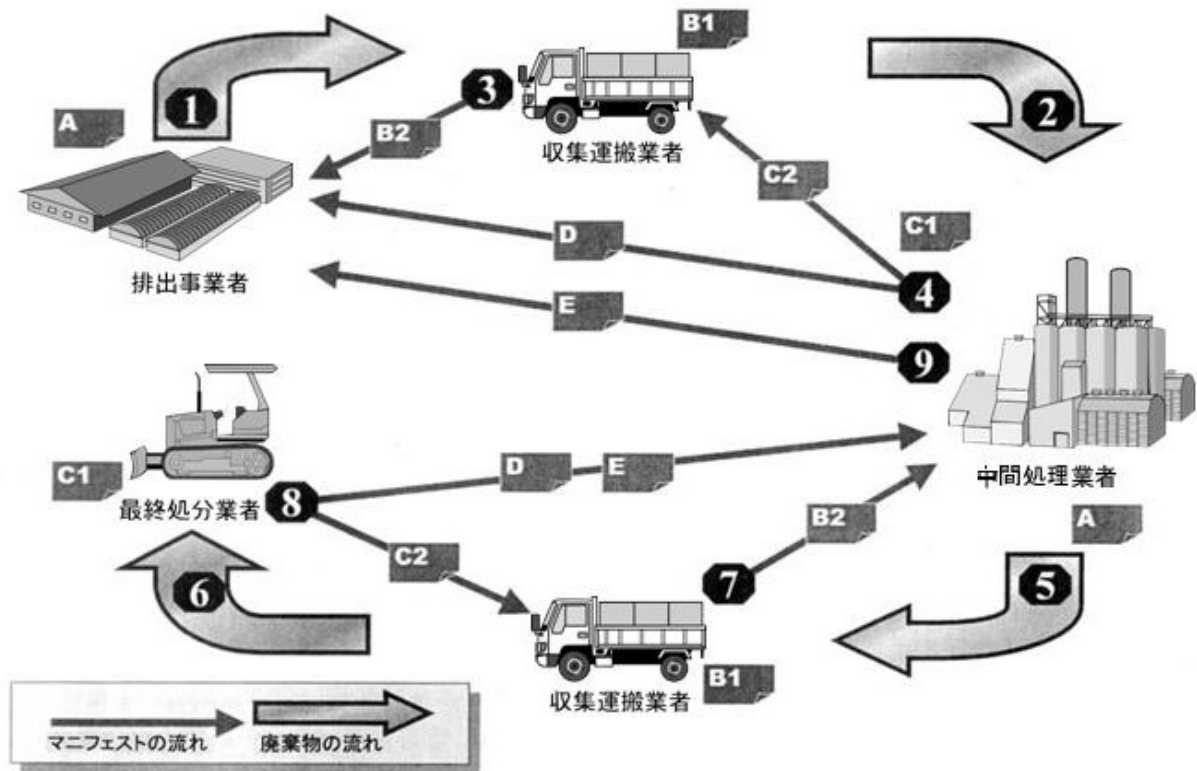 B1
1
3
2
A
B2
収集運搬業者
C2
C1
D
4
排出事業者
E
9
C1
D
E
中間処理業者
最終処分業者
8
B2
A
C2
7
5
6
収集運搬業者
B1
マニフェストの流れ
廃棄物の流れ